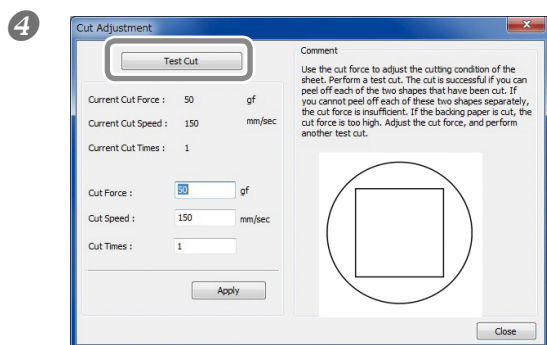 4
Cut Adjustment
Test Cut
Current Cut Force : 50 gf
Current Cut Speed : 150 mm/sec
Current Cut Times : 1
Cut Force : 50 gf
Cut Speed : 150 mm/sec
Cut Times : 1
Apply
Comment
Use the cut force to adjust the cutting condition of the
sheet. Perform a test cut. The cut is successful if you can
peel off each of the two shapes that have been cut. If
you cannot peel off each of these two shapes separately,
the cut force is insufficient. If the backing paper is cut, the
cut force is too high. Adjust the cut force, and perform
another test cut.
Close